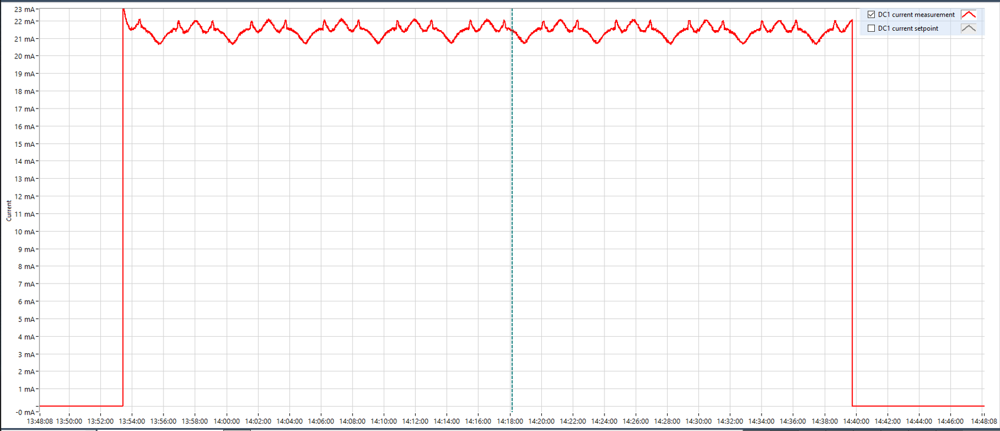 23 mA
22 mA
21 mA
20 mA
19 mA
18 mA
17 mA
16 mA
15 mA
14 mA
13 mA
12 mA
11 mA
10 mA
9 mA
8 mA
7 mA
6 mA
5 mA
4 mA
3 mA
2 mA
1 mA
-0 mA
Current
DC1 current measurement
DC1 current setpoint
13:48:08 13:50:00 13:52:00 13:54:00 13:56:00 13:58:00 14:00:00 14:02:00 14:04:00 14:06:00 14:08:00 14:10:00 14:12:00 14:14:00 14:16:00 14:18:00 14:20:00 14:22:00 14:24:00 14:26:00 14:28:00 14:30:00 14:32:00 14:34:00 14:36:00 14:38:00 14:40:00 14:42:00 14:44:00 14:46:00 14:48:08